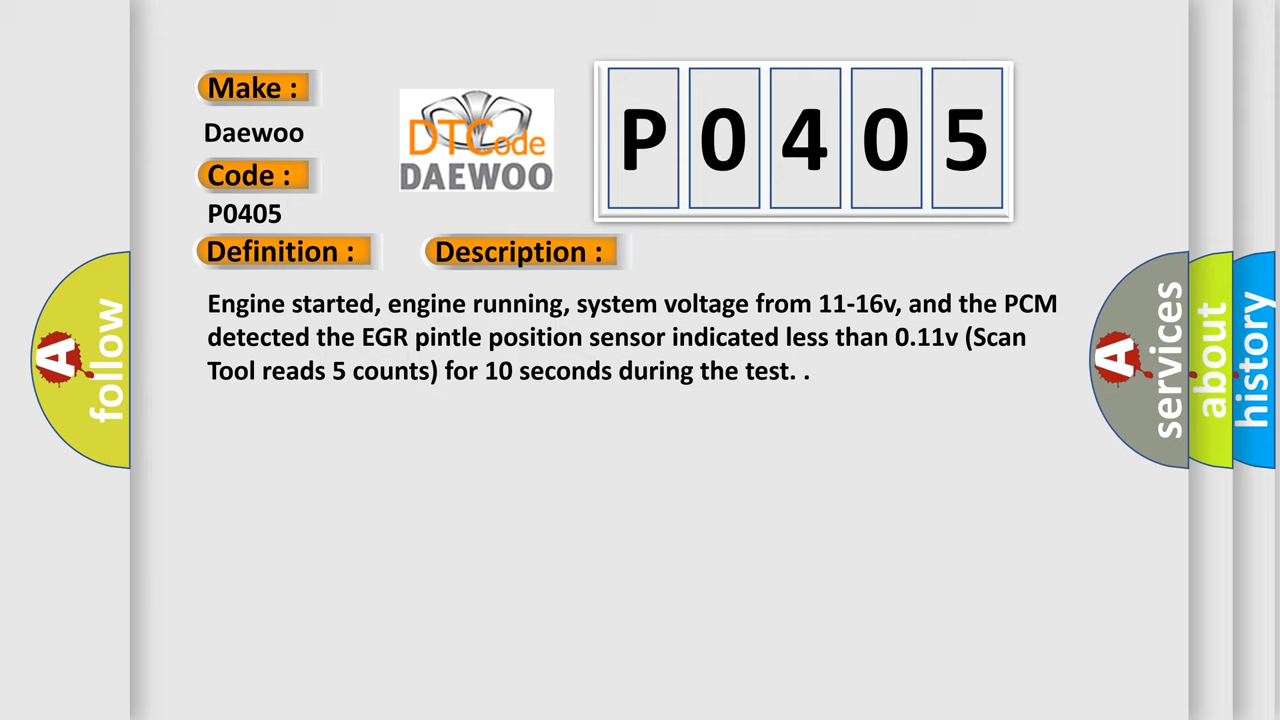 Make :
Daewoo
Code :
P0405
DTCode
DAEWOO
P0405
Definition :
Description :
Engine started, engine running, system voltage from 11-16v, and the PCM
detected the EGR pintle position sensor indicated less than 0.11v (Scan
Tool reads 5 counts) for 10 seconds during the test. .
A follow
A services
about
history